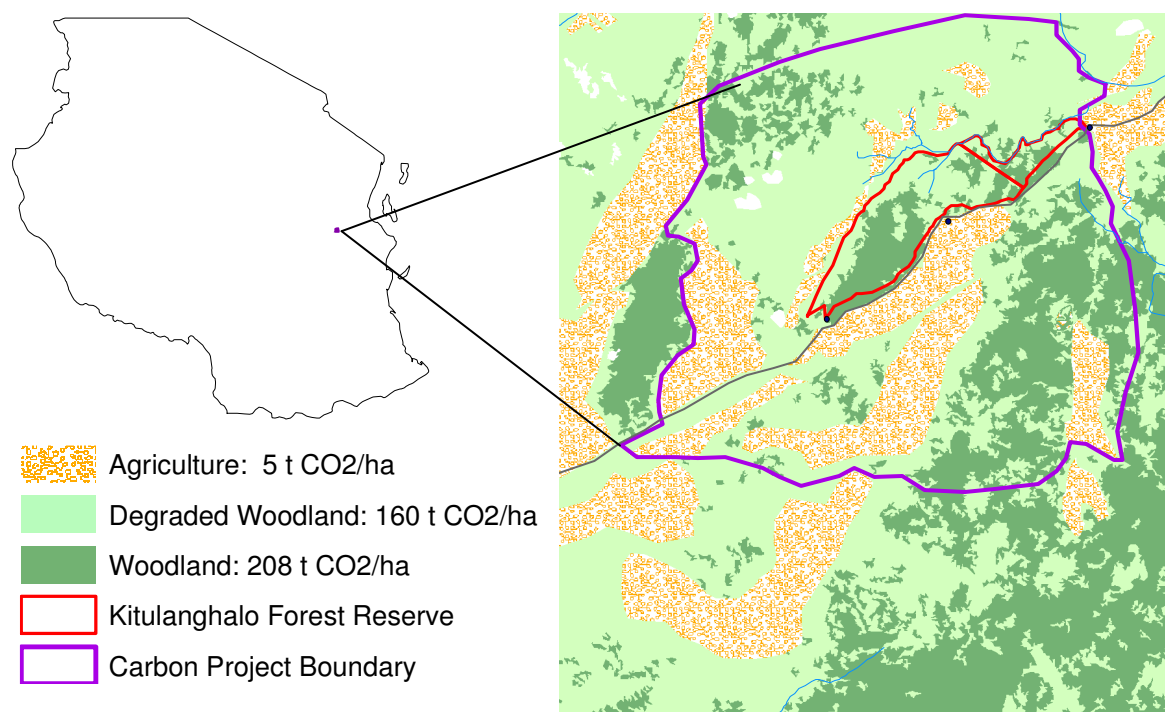 Agriculture:  5 t CO2/ha
Degraded Woodland: 160 t CO2/ha
Woodland: 208 t CO2/ha
Kitulanghalo Forest Reserve
Carbon Project Boundary